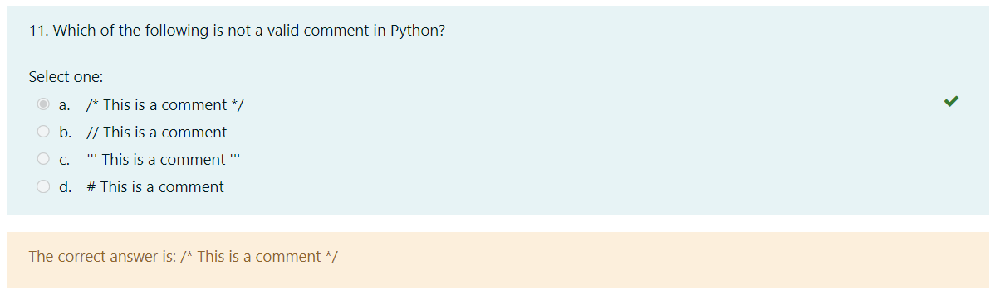 11. Which of the following is not a valid comment in Python?
Select one:
a. /* This is a comment */
b. // This is a comment
c. ''' This is a comment '''
d. # This is a comment
The correct answer is: /* This is a comment */